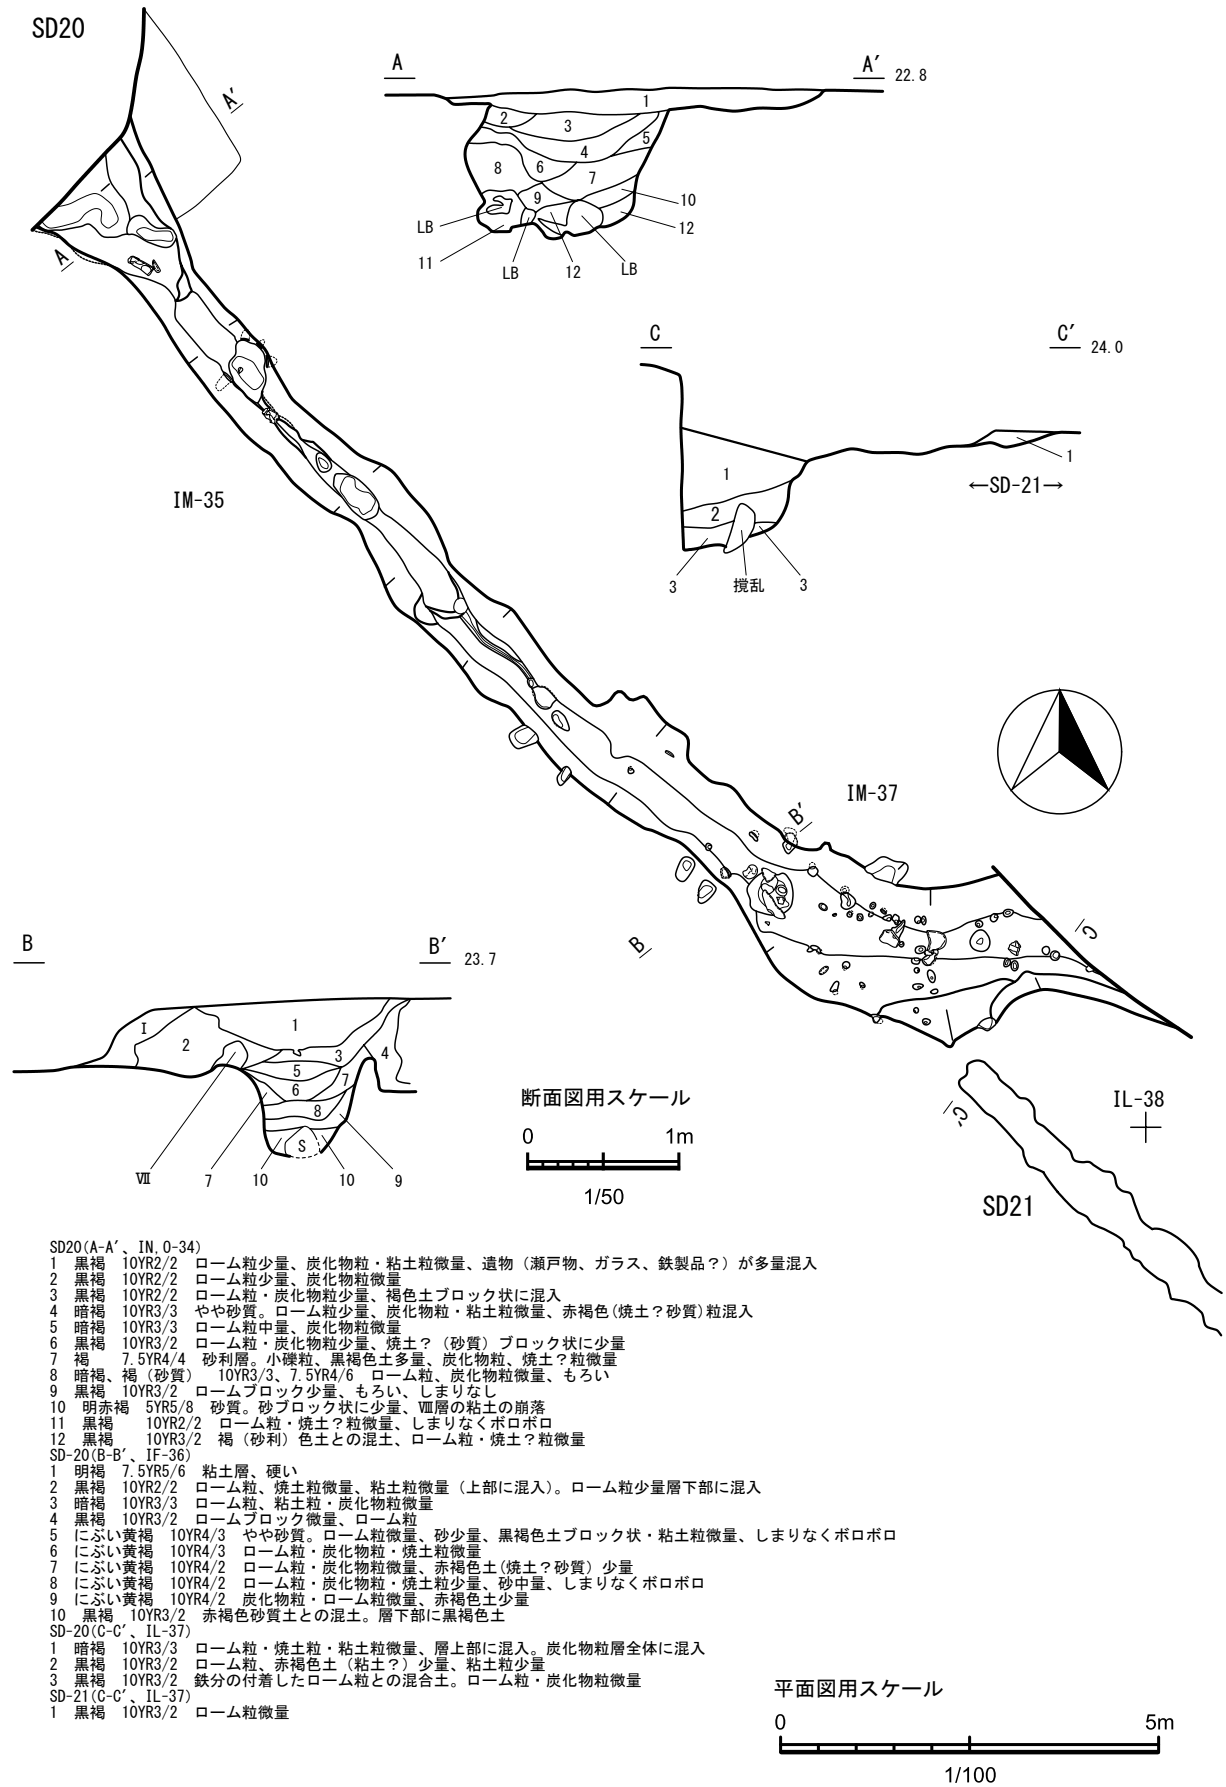 SD20
A
A′ 22.8
1
2
3
4
5
6
7
8
9
10
12
LB
11
LB
12
LB
A′
A
C
C′ 24.0
1
2
3
撹乱
3
1
←SD-21→
IM-35
IM-37
B′
B
C
C′
B
B′ 23.7
I
1
2
3
4
5
6
7
8
S
Ⅶ
7
10
10
9
断面図用スケール
0 1m
1/50
IL-38
SD21
SD20(A-A′、IN,O-34)
1 黒褐 10YR2/2 ローム粒少量、炭化物粒・粘土粒微量、遺物（瀬戸物、ガラス、鉄製品？）が多量混入
2 黒褐 10YR2/2 ローム粒少量、炭化物粒微量
3 黒褐 10YR2/2 ローム粒・炭化物粒少量、褐色土ブロック状に混入
4 暗褐 10YR3/3 やや砂質。ローム粒少量、炭化物粒・粘土粒微量、赤褐色(焼土？砂質)粒混入
5 暗褐 10YR3/3 ローム粒中量、炭化物粒微量
6 黒褐 10YR3/2 ローム粒・炭化物粒少量、焼土？（砂質）ブロック状に少量
7 褐 7.5YR4/4 砂利層。小礫粒、黒褐色土多量、炭化物粒、焼土？粒微量
8 暗褐、褐（砂質） 10YR3/3、7.5YR4/6 ローム粒、炭化物粒微量、もろい
9 黒褐 10YR3/2 ロームブロック少量、もろい、しまりなし
10 明赤褐 5YR5/8 砂質。砂ブロック状に少量、Ⅷ層の粘土の崩落
11 黒褐 10YR2/2 ローム粒・焼土？粒微量、しまりなくボロボロ
12 黒褐 10YR3/2 褐（砂利）色土との混土、ローム粒・焼土？粒微量
SD-20(B-B′、IF-36)
1 明褐 7.5YR5/6 粘土層、硬い
2 黒褐 10YR2/2 ローム粒、焼土粒微量、粘土粒微量（上部に混入）。ローム粒少量層下部に混入
3 暗褐 10YR3/3 ローム粒、粘土粒・炭化物粒微量
4 黒褐 10YR3/2 ロームブロック微量、ローム粒
5 にぶい黄褐 10YR4/3 やや砂質。ローム粒微量、砂少量、黒褐色土ブロック状・粘土粒微量、しまりなくボロボロ
6 にぶい黄褐 10YR4/3 ローム粒・炭化物粒・焼土粒微量
7 にぶい黄褐 10YR4/2 ローム粒・炭化物粒微量、赤褐色土(焼土？砂質）少量
8 にぶい黄褐 10YR4/2 ローム粒・炭化物粒・焼土粒少量、砂中量、しまりなくボロボロ
9 にぶい黄褐 10YR4/2 炭化物粒・ローム粒微量、赤褐色土少量
10 黒褐 10YR3/2 赤褐色砂質土との混土。層下部に黒褐色土
SD-20(C-C′、IL-37)
1 暗褐 10YR3/3 ローム粒・焼土粒・粘土粒微量、層上部に混入。炭化物粒層全体に混入
2 黒褐 10YR3/2 ローム粒、赤褐色土（粘土？）少量、粘土粒少量
3 黒褐 10YR3/2 鉄分の付着したローム粒との混合土。ローム粒・炭化物粒微量
SD-21(C-C′、IL-37)
1 黒褐 10YR3/2 ローム粒微量
平面図用スケール
0 5m
1/100